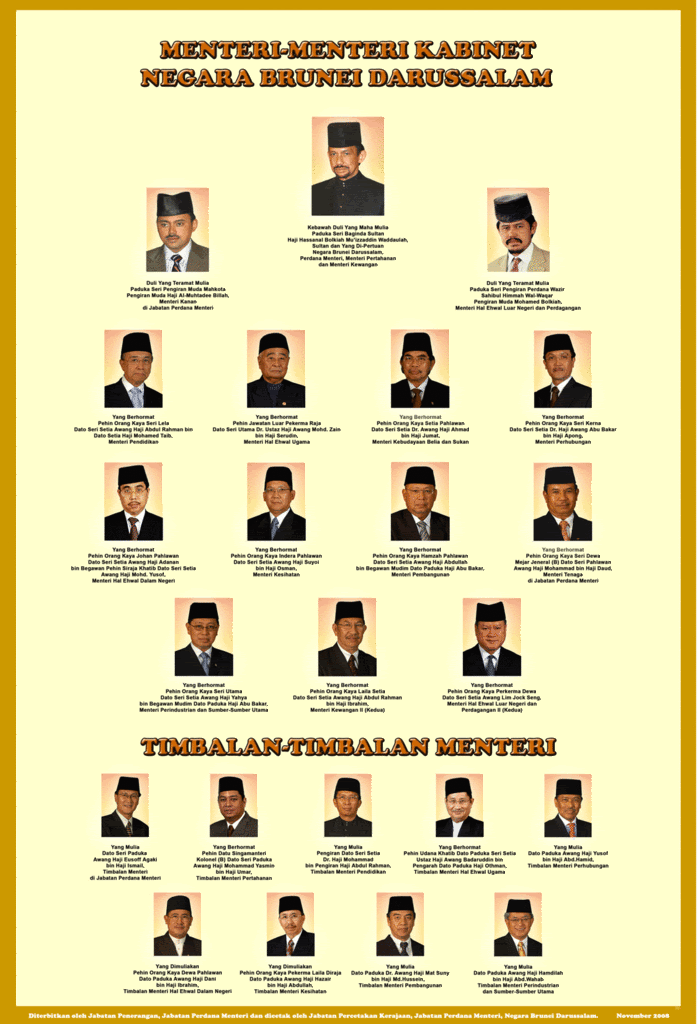 MENTERI-MENTERI KABINET
NEGARA BRUNEI DARUSSALAM
Kebawah Duli Yang Maha Mulia
Paduka Seri Baginda Sultan
Haji Hassanal Bolkiah Mu'izzaddin Waddaulah,
Sultan dan Yang Di-Pertuan
Negara Brunei Darussalam,
Perdana Menteri, Menteri Pertahanan
dan Menteri Kewangan
Duli Yang Teramat Mulia
Paduka Seri Pengiran Muda Mahkota
Pengiran Muda Haji Al-Muhtadee Billah,
Menteri Kanan
di Jabatan Perdana Menteri
Duli Yang Teramat Mulia
Paduka Seri Pengiran Perdana Wazir
Sahibul Himmah Wal-Waqar
Pengiran Muda Mohamed Bolkiah,
Menteri Hal Ehwal Luar Negeri dan Perdagangan
Yang Berhormat
Pehin Orang Kaya Seri Lela
Dato Seri Setia Awang Haji Abdul Rahman bin
Dato Setia Haji Mohamed Taib,
Menteri Pendidikan
Yang Berhormat
Pehin Jawatan Luar Pekerma Raja
Dato Seri Utama Dr. Ustaz Haji Awang Mohd. Zain
bin Haji Serudin,
Menteri Hal Ehwal Ugama
Yang Berhormat
Pehin Orang Kaya Setia Pahlawan
Dato Seri Setia Dr. Awang Haji Ahmad
bin Haji Jumat,
Menteri Kebudayaan Belia dan Sukan
Yang Berhormat
Pehin Orang Kaya Seri Kerna
Dato Seri Setia Dr. Haji Awang Abu Bakar
bin Haji Apong,
Menteri Perhubungan
Yang Berhormat
Pehin Orang Kaya Johan Pahlawan
Dato Seri Setia Awang Haji Adanan
bin Begawan Pehin Siraja Khatib Dato Seri Setia
Awang Haji Mohd. Yusof,
Menteri Hal Ehwal Dalam Negeri
Yang Berhormat
Pehin Orang Kaya Indera Pahlawan
Dato Seri Setia Awang Haji Suyoi
bin Haji Osman,
Menteri Kesihatan
Yang Berhormat
Pehin Orang Kaya Hamzah Pahlawan
Dato Seri Setia Awang Haji Abdullah
bin Begawan Mudim Dato Paduka Haji Abu Bakar,
Menteri Pembangunan
Yang Berhormat
Pehin Orang Kaya Seri Dewa
Mejar Jeneral (B) Dato Seri Pahlawan
Awang Haji Mohammad bin Haji Daud,
Menteri Tenaga
di Jabatan Perdana Menteri
Yang Berhormat
Pehin Orang Kaya Seri Utama
Dato Seri Setia Awang Haji Yahya
bin Begawan Mudim Dato Paduka Haji Abu Bakar,
Menteri Perindustrian dan Sumber-Sumber Utama
Yang Berhormat
Pehin Orang Kaya Laila Setia
Dato Seri Setia Awang Haji Abdul Rahman
bin Haji Ibrahim,
Menteri Kewangan II (Kedua)
Yang Berhormat
Pehin Orang Kaya Perkerma Dewa
Dato Seri Setia Awang Lim Jock Seng,
Menteri Hal Ehwal Luar Negeri dan
Perdagangan II (Kedua)
TIMBALAN-TIMBALAN MENTERI
Yang Mulia
Dato Seri Paduka
Awang Haji Eusoff Agaki
bin Haji Ismail,
Timbalan Menteri
di Jabatan Perdana Menteri
Yang Berhormat
Pehin Datu Singamanteri
Kolonel (B) Dato Seri Paduka
Awang Haji Mohammad Yasmin
bin Haji Umar,
Timbalan Menteri Pertahanan
Yang Mulia
Pengiran Dato Seri Setia
Dr. Haji Mohammad
bin Pengiran Haji Abdul Rahman,
Timbalan Menteri Pendidikan
Yang Berhormat
Pehin Udana Khatib Dato Paduka Seri Setia
Ustaz Haji Awang Badaruddin bin
Pengarah Dato Paduka Haji Othman,
Timbalan Menteri Hal Ehwal Ugama
Yang Mulia
Dato Paduka Awang Haji Yusof
bin Haji Abd.Hamid,
Timbalan Menteri Perhubungan
Yang Dimuliakan
Pehin Orang Kaya Dewa Pahlawan
Dato Paduka Awang Haji Dani
bin Haji Ibrahim,
Timbalan Menteri Hal Ehwal Dalam Negeri
Yang Dimuliakan
Pehin Orang Kaya Pekerma Laila Diraja
Dato Paduka Awang Haji Hazair
bin Haji Abdullah,
Timbalan Menteri Kesihatan
Yang Mulia
Dato Paduka Dr. Awang Haji Mat Suny
bin Haji Md.Hussein,
Timbalan Menteri Pembangunan
Yang Mulia
Dato Paduka Awang Haji Hamdilah
bin Haji Abd.Wahab
Timbalan Menteri Perindustrian
dan Sumber-Sumber Utama
Diterbitkan oleh Jabatan Penerangan, Jabatan Perdana Menteri dan dicetak oleh Jabatan Percetakan Kerajaan, Jabatan Perdana Menteri, Negara Brunei Darussalam. November 2008